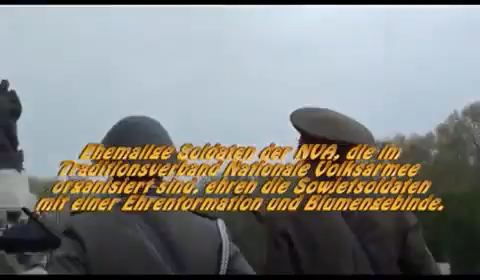 Ehemalige Soldaten der NVA, die im
Traditionsverband Nationale Volksarmee
organisiert sind, ehren die Sowjetsoldaten
mit einer Ehrenformation und Blumengebinde.